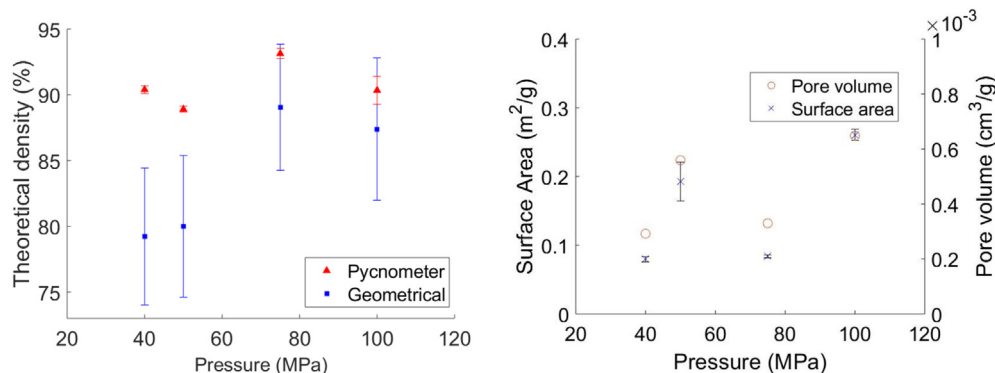 95
90
85
80
75
Theoretical density (%)
Pycnometer
Geometrical
20 40 60 80 100 120
Pressure (MPa)
×10⁻³
0.4
0.3
0.2
0.1
0
Surface Area (m²/g)
Pore volume
Surface area
1
0.8
0.6
0.4
0.2
0
Pore volume (cm³/g)
20 40 60 80 100 120
Pressure (MPa)